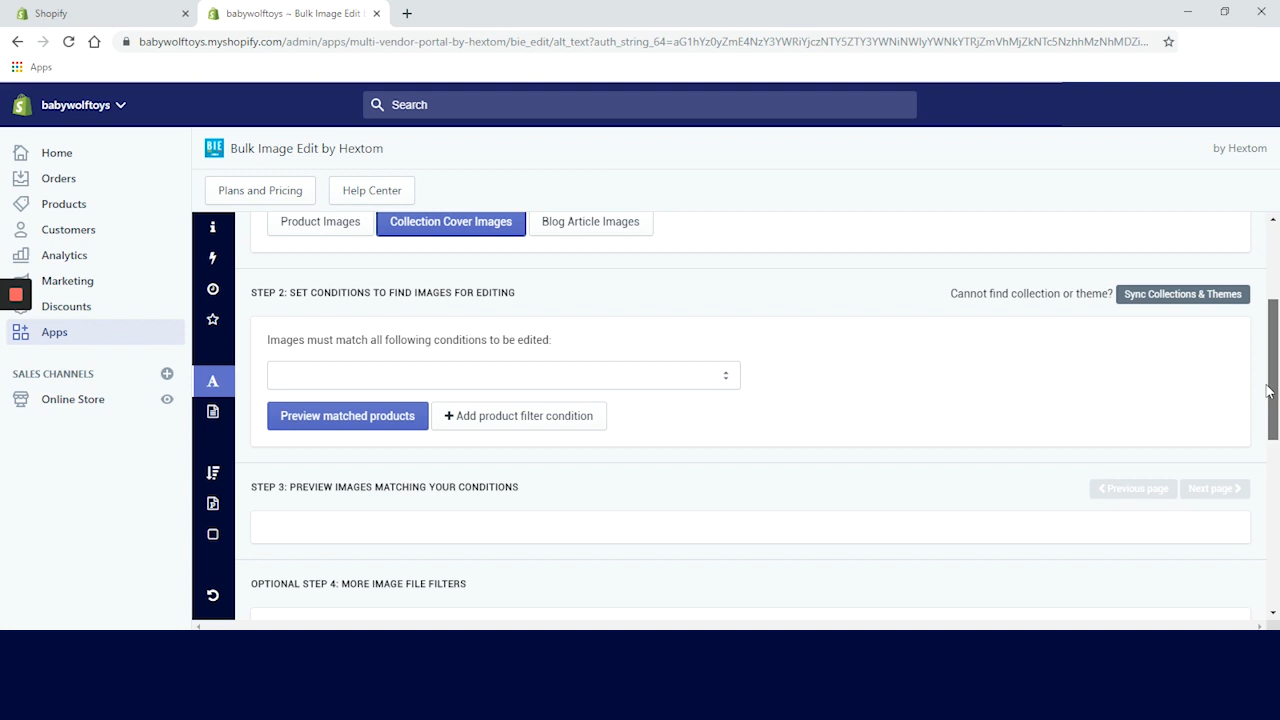 Shopify
babywolftoys ~ Bulk Image Edit
babywolftoys.myshopify.com/admin/apps/multi-vendor-portal-by-hextom/bie_edit/alt_text?auth_string_64=aG1hYz0yZmE4NzY3YWRiYjczNTY5ZTY3YWNiNWIyYWNkYTRjZmVhMjZkNTc5NzhhMzNhMDZi...
Apps
babywolftoys
Search
Home
Orders
Products
Customers
Analytics
Marketing
Discounts
Apps
SALES CHANNELS
Online Store
BIE
Bulk Image Edit by Hextom
by Hextom
Plans and Pricing
Help Center
Product Images
Collection Cover Images
Blog Article Images
STEP 2: SET CONDITIONS TO FIND IMAGES FOR EDITING
Cannot find collection or theme? Sync Collections & Themes
Images must match all following conditions to be edited:
Preview matched products
+ Add product filter condition
STEP 3: PREVIEW IMAGES MATCHING YOUR CONDITIONS
Previous page
Next page
OPTIONAL STEP 4: MORE IMAGE FILE FILTERS